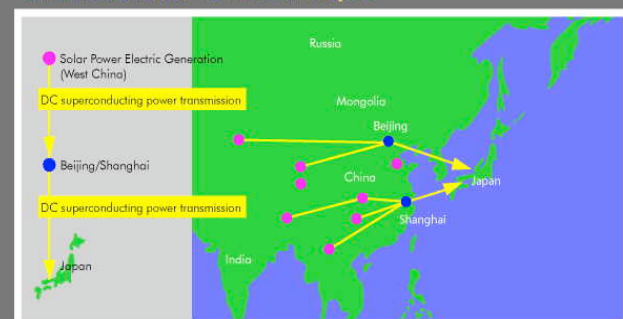 Solar Power Electric Generation
(West China)
DC superconducting power transmission
Beijing/Shanghai
DC superconducting power transmission
Japan
Russia
Mongolia
Beijing
China
Japan
Shanghai
India